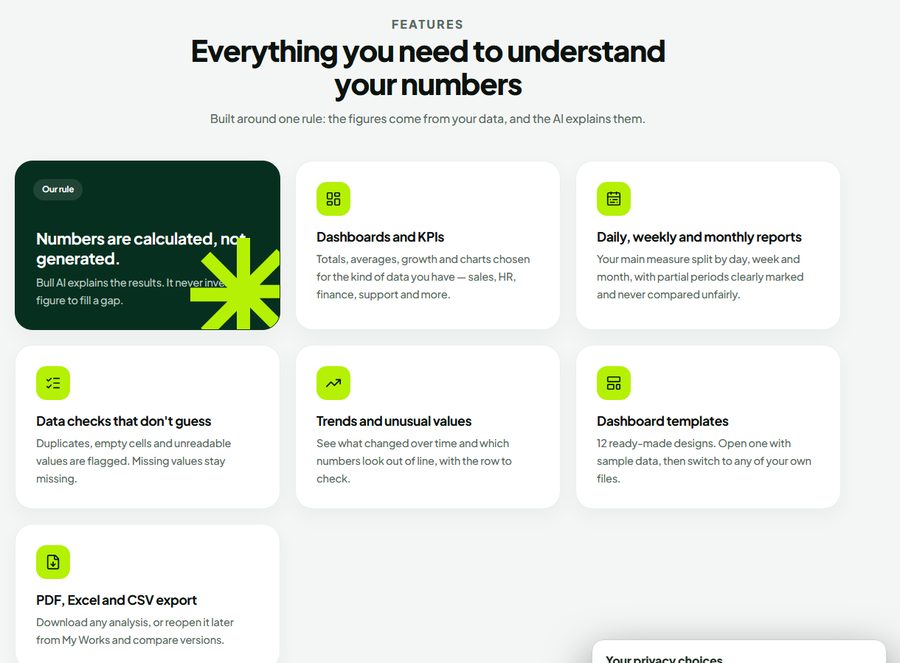 FEATURES
Everything you need to understand
your numbers
Built around one rule: the figures come from your data, and the AI explains them.
Our rule
Numbers are calculated, not
generated.
Bull AI explains the results. It never
figure to fill a gap.
Dashboards and KPIs
Totals, averages, growth and charts chosen
for the kind of data you have — sales, HR,
finance, support and more.
Daily, weekly and monthly reports
Your main measure split by day, week and
month, with partial periods clearly marked
and never compared unfairly.
Data checks that don't guess
Duplicates, empty cells and unreadable
values are flagged. Missing values stay
missing.
Trends and unusual values
See what changed over time and which
numbers look out of line, with the row to
check.
Dashboard templates
12 ready-made designs. Open one with
sample data, then switch to any of your own
files.
PDF, Excel and CSV export
Download any analysis, or reopen it later
from My Works and compare versions.
Your privacy choices